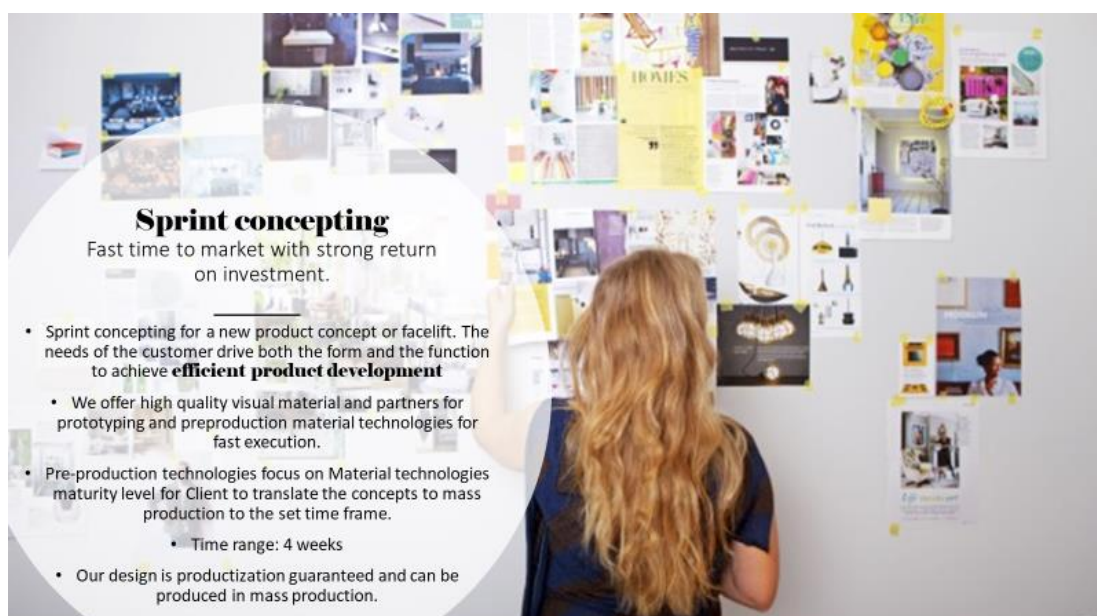 HOMES
Sprint concepting
Fast time to market with strong return
on investment.
• Sprint concepting for a new product concept or facelift. The
needs of the customer drive both the form and the function
to achieve efficient product development
• We offer high quality visual material and partners for
prototyping and preproduction material technologies for
fast execution.
• Pre-production technologies focus on Material technologies
maturity level for Client to translate the concepts to mass
production to the set time frame.
• Time range: 4 weeks
• Our design is productization guaranteed and can be
produced in mass production.